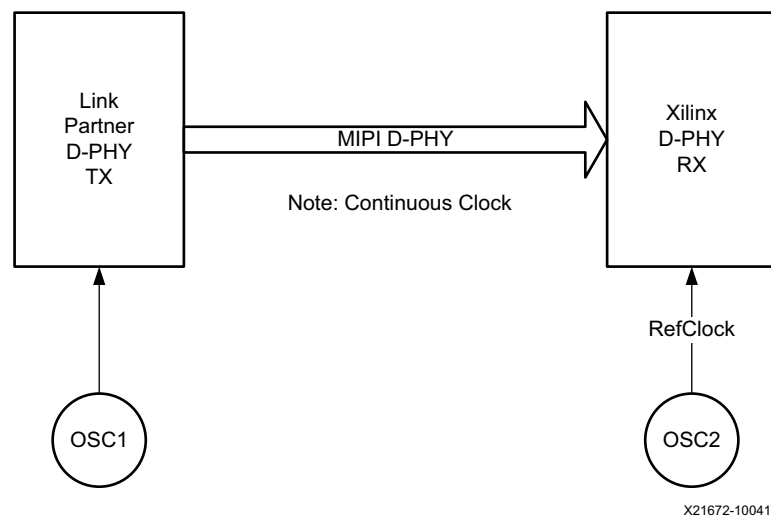 Link
Partner
D-PHY
TX
MIPI D-PHY
Xilinx
D-PHY
RX
Note: Continuous Clock
RefClock
OSC1
OSC2
X21672-10041